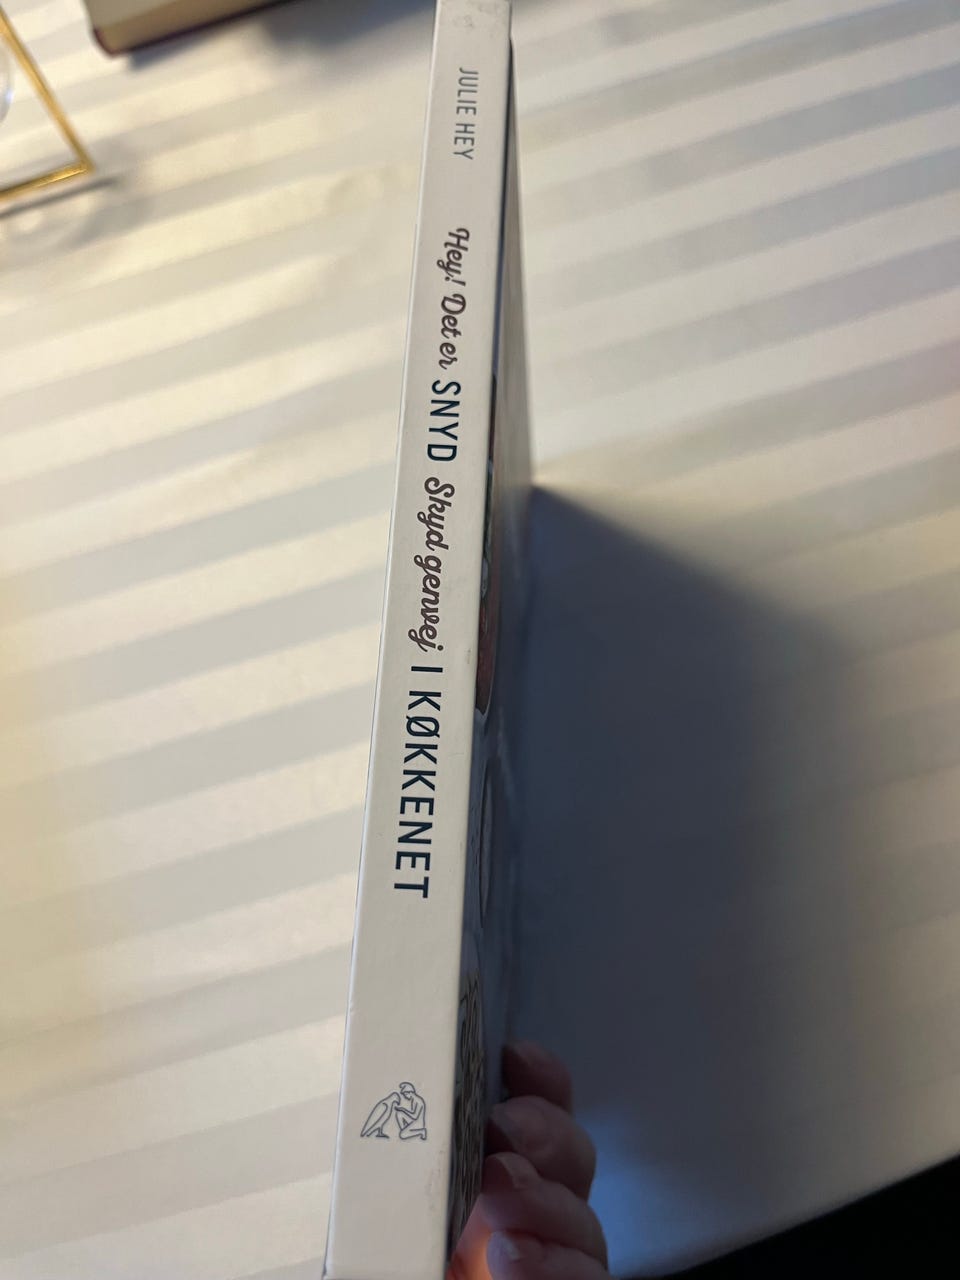 JULIE HEY
Hey! Det er SNYD Skyd genvej I KØKKENET